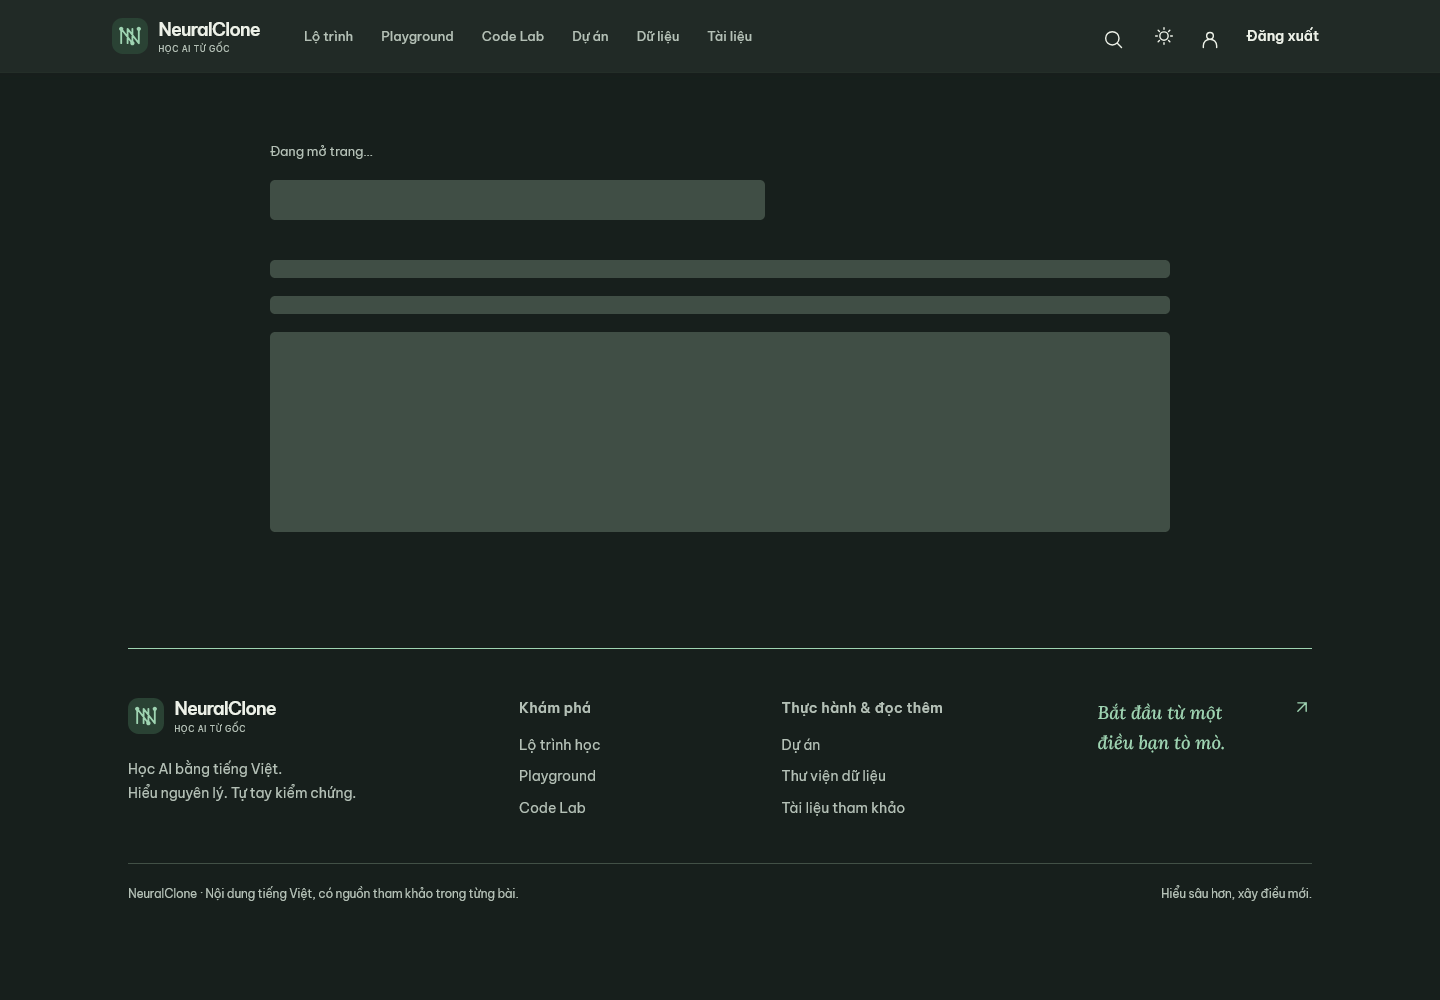 NeuralClone
HỌC AI TỪ GỐC
Lộ trình
Playground
Code Lab
Dự án
Dữ liệu
Tài liệu
Đăng xuất
Đang mở trang…
NeuralClone
HỌC AI TỪ GỐC
Học AI bằng tiếng Việt.
Hiểu nguyên lý. Tự tay kiểm chứng.
Khám phá
Lộ trình học
Playground
Code Lab
Thực hành & đọc thêm
Dự án
Thư viện dữ liệu
Tài liệu tham khảo
Bắt đầu từ một
điều bạn tò mò.
NeuralClone · Nội dung tiếng Việt, có nguồn tham khảo trong từng bài.
Hiểu sâu hơn, xây điều mới.